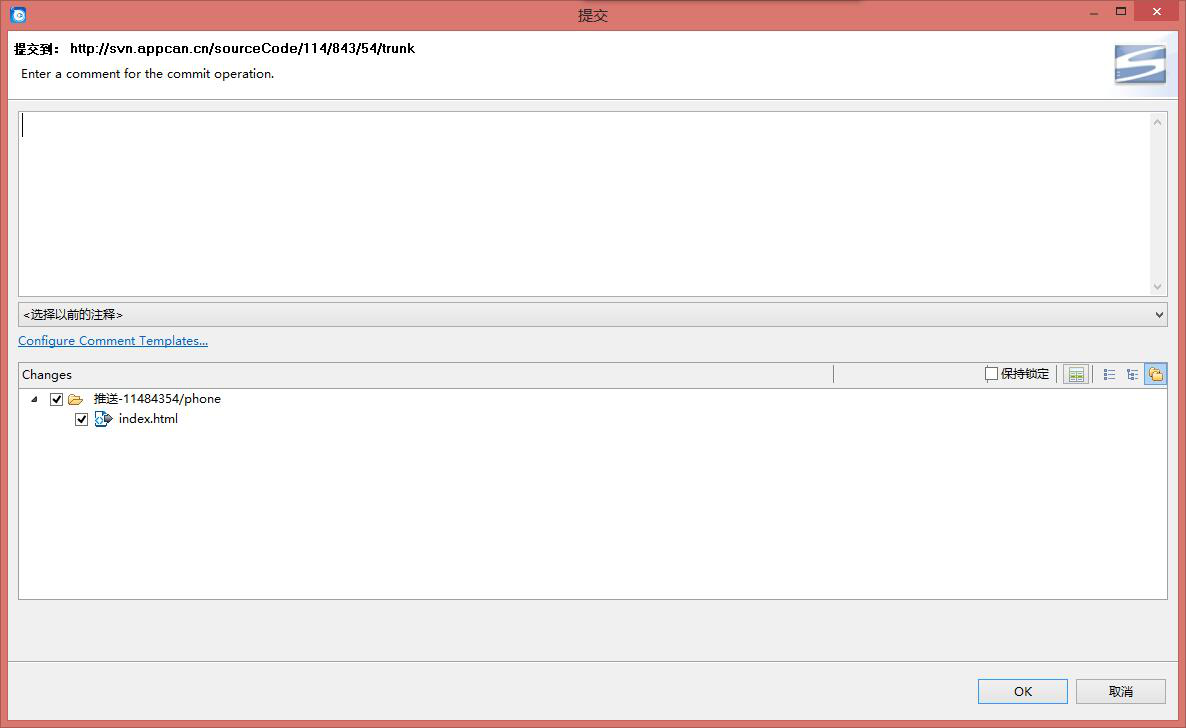 提交
提交到： http://svn.appcan.cn/sourceCode/114/843/54/trunk
Enter a comment for the commit operation.
<选择以前的注释>
Configure Comment Templates...
Changes
保持锁定
推送-11484354/phone
index.html
OK
取消